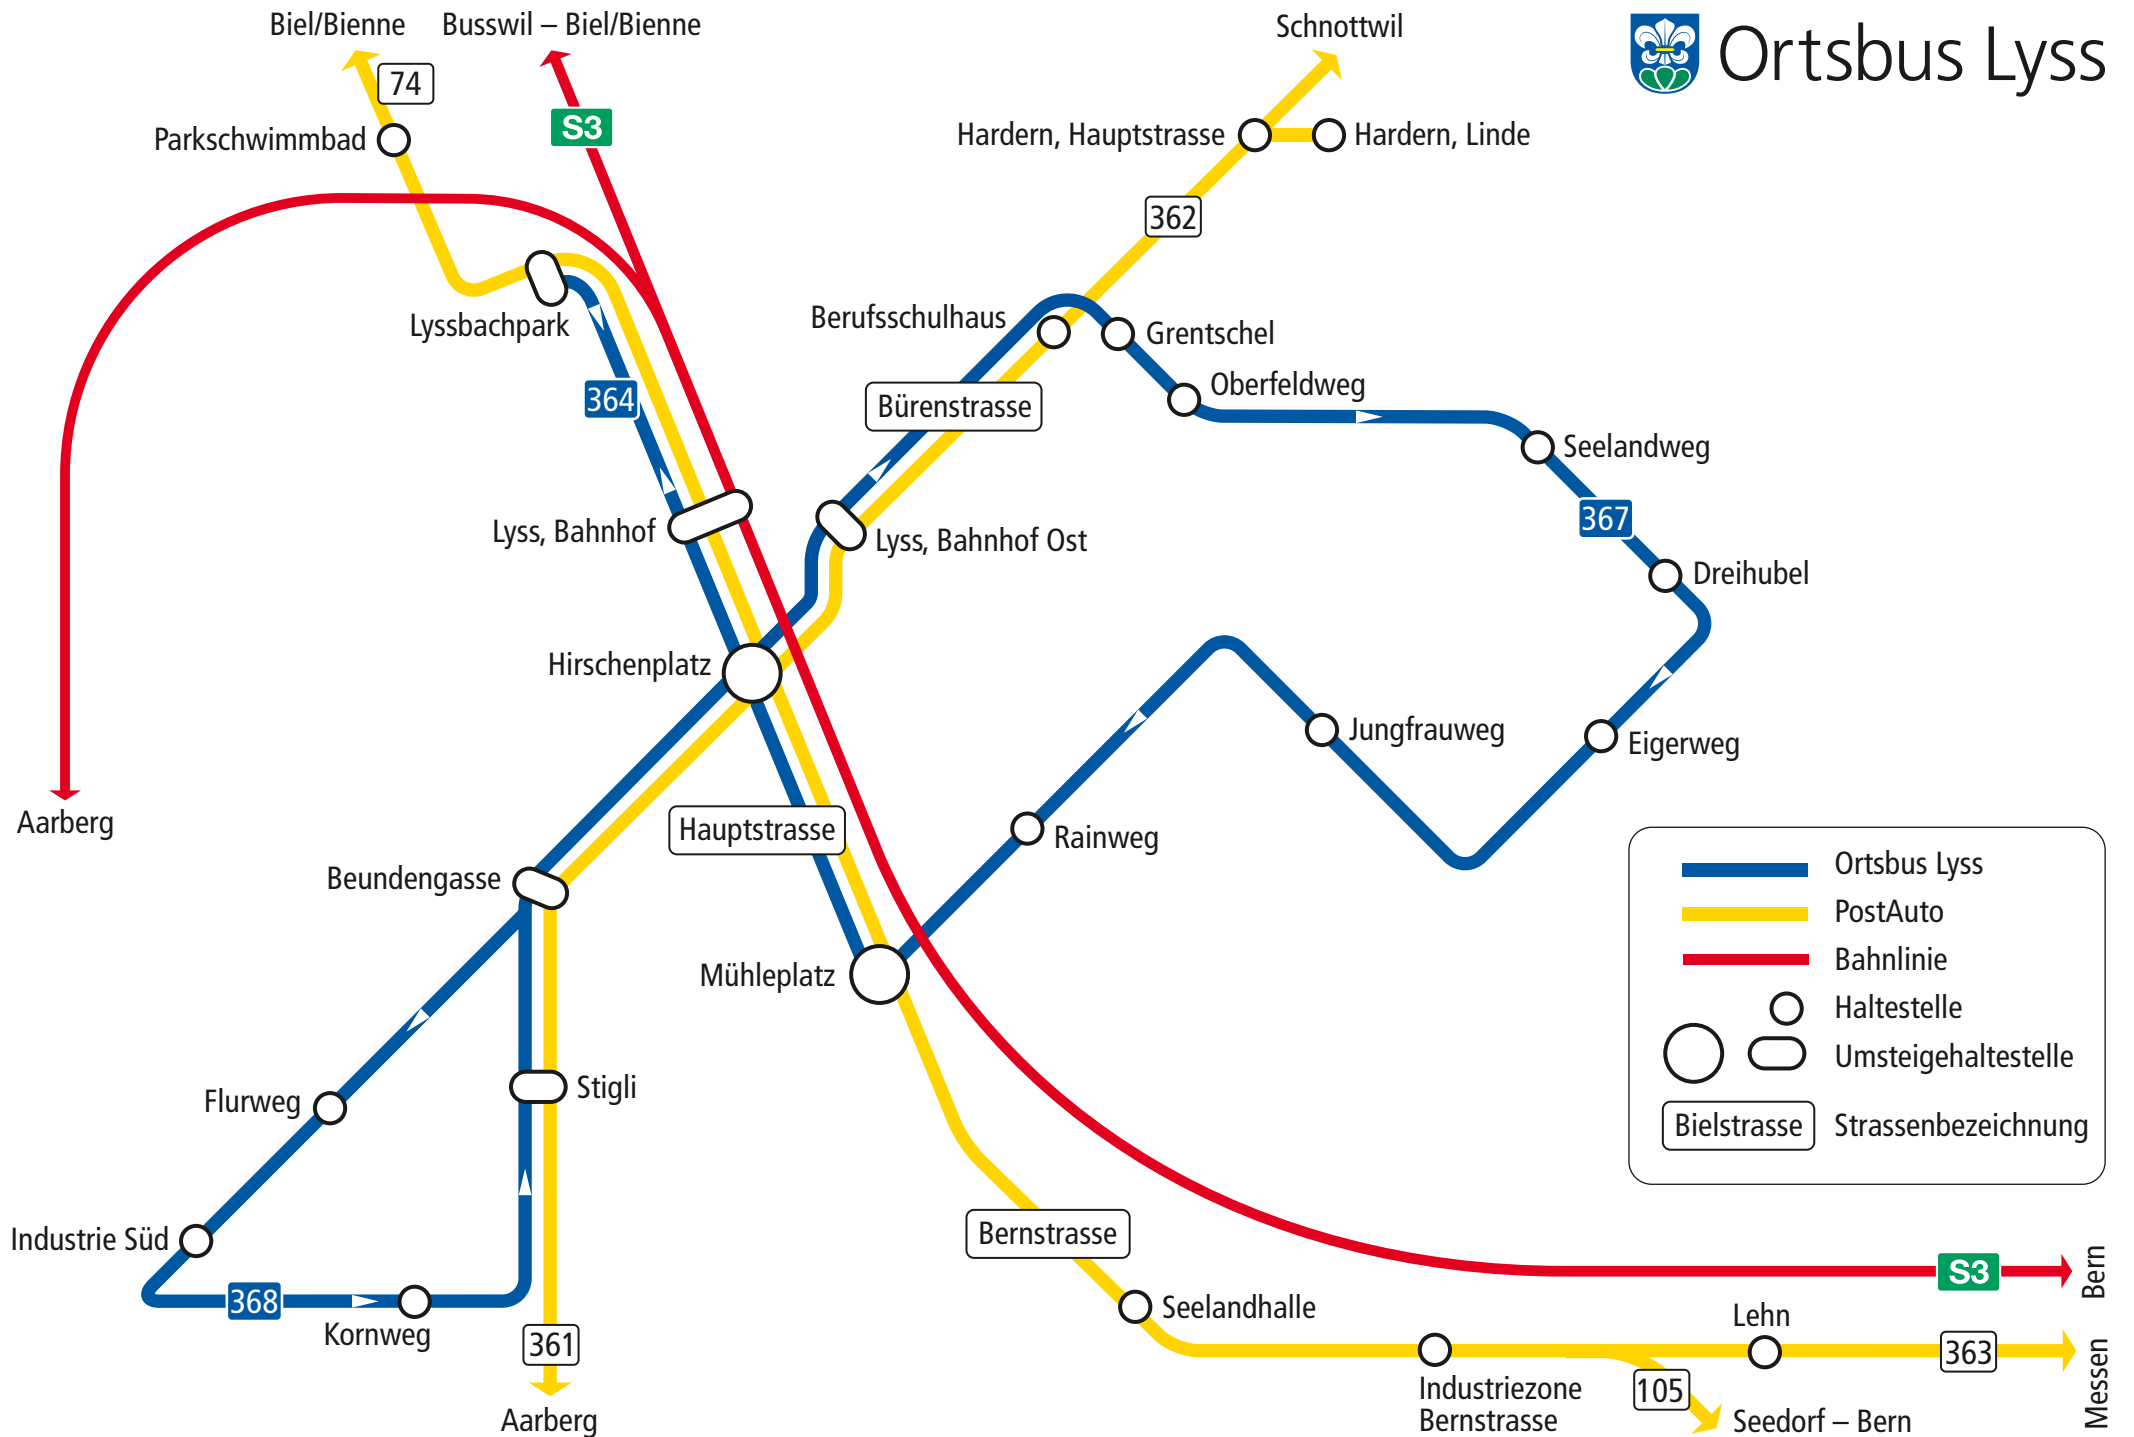 Biel/Bienne
Busswil – Biel/Bienne
Schnottwil
Ortsbus Lyss
74
S3
Parkschwimmbad
Hardern, Hauptstrasse
Hardern, Linde
362
Lyssbachpark
Berufsschulhaus
Grentschel
364
Oberfeldweg
Bürenstrasse
Seelandweg
Lyss, Bahnhof
Lyss, Bahnhof Ost
367
Dreihubel
Hirschenplatz
Jungfrauweg
Eigerweg
Aarberg
Hauptstrasse
Rainweg
Beundengasse
Mühleplatz
Ortsbus Lyss
PostAuto
Bahnlinie
Haltestelle
Umsteigehaltestelle
Bielstrasse
Strassenbezeichnung
Flurweg
Stigli
Industrie Süd
Bernstrasse
368
Kornweg
361
Aarberg
Seelandhalle
S3
Bern
Lehn
363
Messen
Industriezone
Bernstrasse
105
Seedorf – Bern